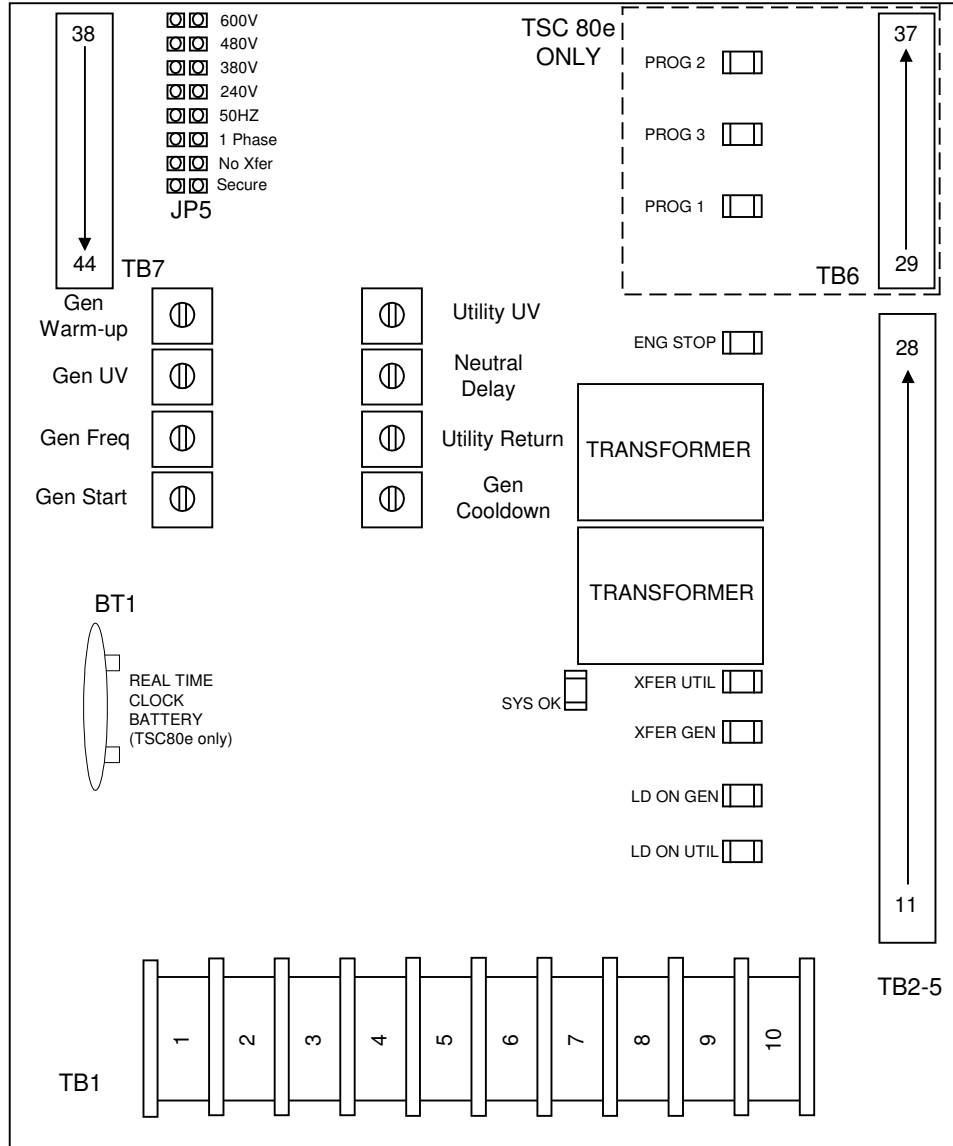 38
44
TB7
600V
480V
380V
240V
50HZ
1 Phase
No Xfer
Secure
JP5
TSC 80e
ONLY
PROG 2
PROG 3
PROG 1
37
29
TB6
Gen
Warm-up
Gen UV
Gen Freq
Gen Start
Utility UV
Neutral
Delay
Utility Return
Gen
Cooldown
ENG STOP
TRANSFORMER
TRANSFORMER
28
11
TB2-5
BT1
REAL TIME
CLOCK
BATTERY
(TSC80e only)
SYS OK
XFER UTIL
XFER GEN
LD ON GEN
LD ON UTIL
TB1
1
2
3
4
5
6
7
8
9
10